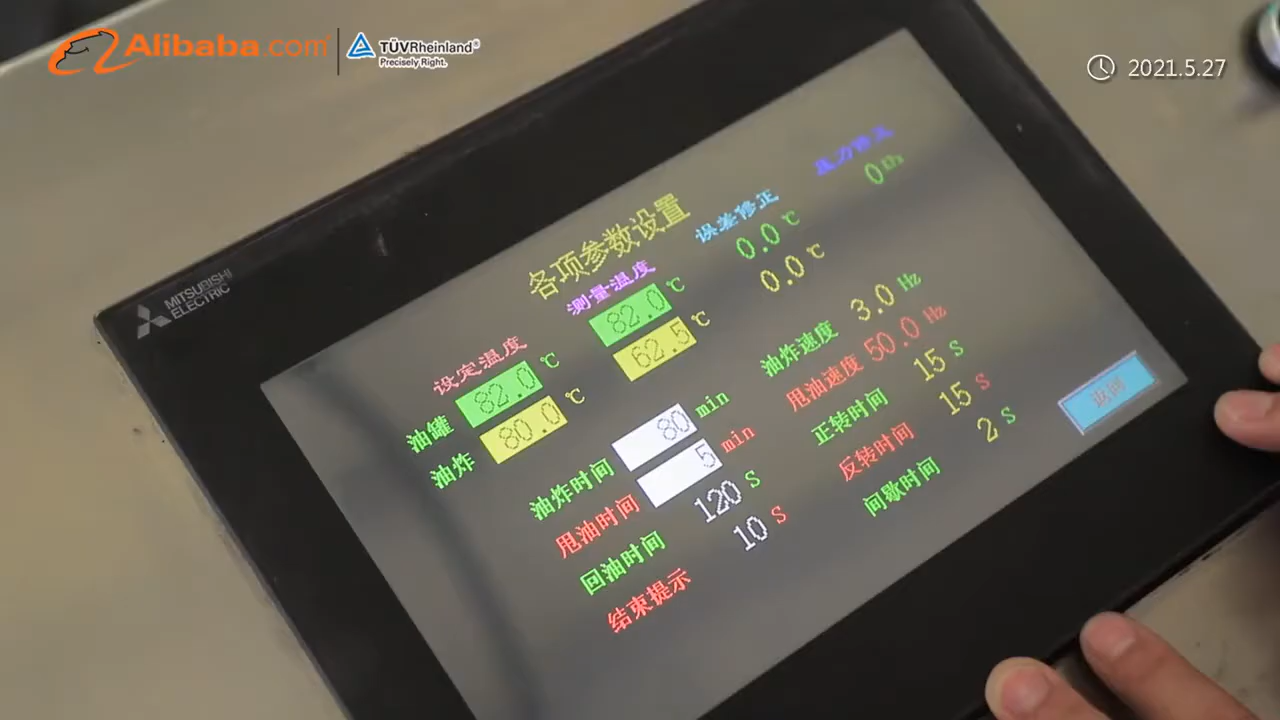 Alibaba.com
TÜVRheinland®
Precisely Right.
2021.5.27
MITSUBISHI
ELECTRIC
各项参数设置
设定温度 测量温度 误差修正 压力
油罐 82.0 ℃ 82.0 ℃ 0.0 ℃ 0
油炸 80.0 ℃ 62.5 ℃ 0.0 ℃
油炸时间 80 min 油炸速度 3.0 Hz
甩油时间 5 min 甩油速度 50.0 Hz
回油时间 120 S 正转时间 15 S
结束提示 10 S 反转时间 15 S
间歇时间 2 S
返回